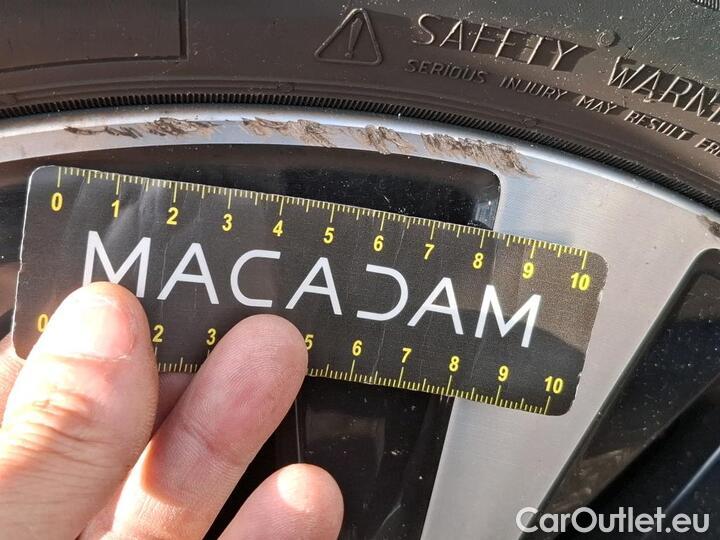 SAFETY WARN
SERIOUS INJURY MAY RESULT FR
0 1 2 3 4 5 6 7 8 9 10
MACADAM
0 2 3 5 6 7 8 9 10
CarOutlet.eu